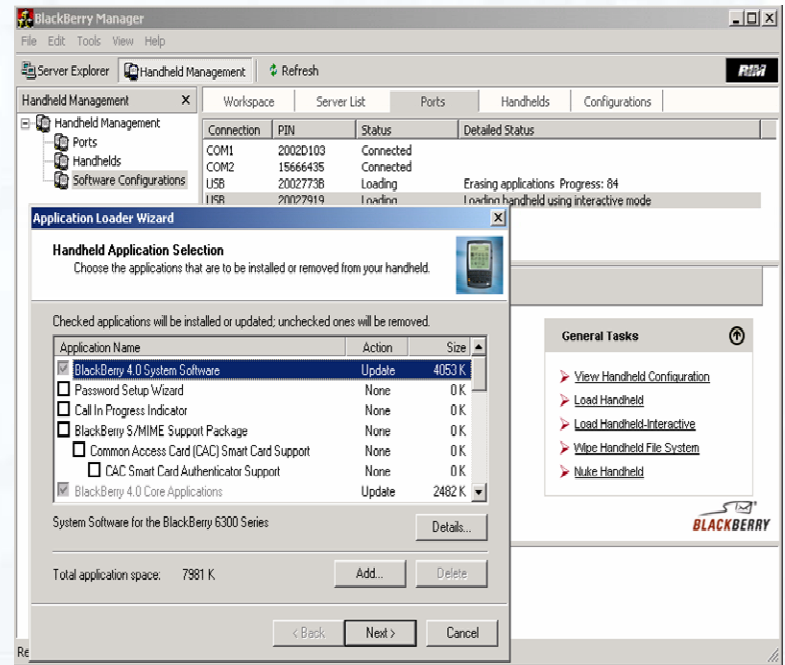 BlackBerry Manager
File Edit Tools View Help
Server Explorer Handheld Management Refresh RIM
Handheld Management X Workspace Server List Ports Handhelds Configurations
Handheld Management
Ports
Handhelds
Software Configurations
Connection PIN Status Detailed Status
COM1 2002D103 Connected
COM2 15666435 Connected
USB 2002773B Loading Erasing applications Progress: 84
USB 20027919 Loading Loading handheld using interactive mode
Application Loader Wizard
Handheld Application Selection
Choose the applications that are to be installed or removed from your handheld.
Checked applications will be installed or updated; unchecked ones will be removed.
Application Name Action Size
BlackBerry 4.0 System Software Update 4053 K
Password Setup Wizard None 0 K
Call In Progress Indicator None 0 K
BlackBerry S/MIME Support Package None 0 K
Common Access Card (CAC) Smart Card Support None 0 K
CAC Smart Card Authenticator Support None 0 K
BlackBerry 4.0 Core Applications Update 2482 K
System Software for the BlackBerry 6300 Series
Details...
Total application space: 7981 K
Add... Delete
< Back Next > Cancel
General Tasks
View Handheld Configuration
Load Handheld
Load Handheld-Interactive
Wipe Handheld File System
Nuke Handheld
BLACKBERRY
Re